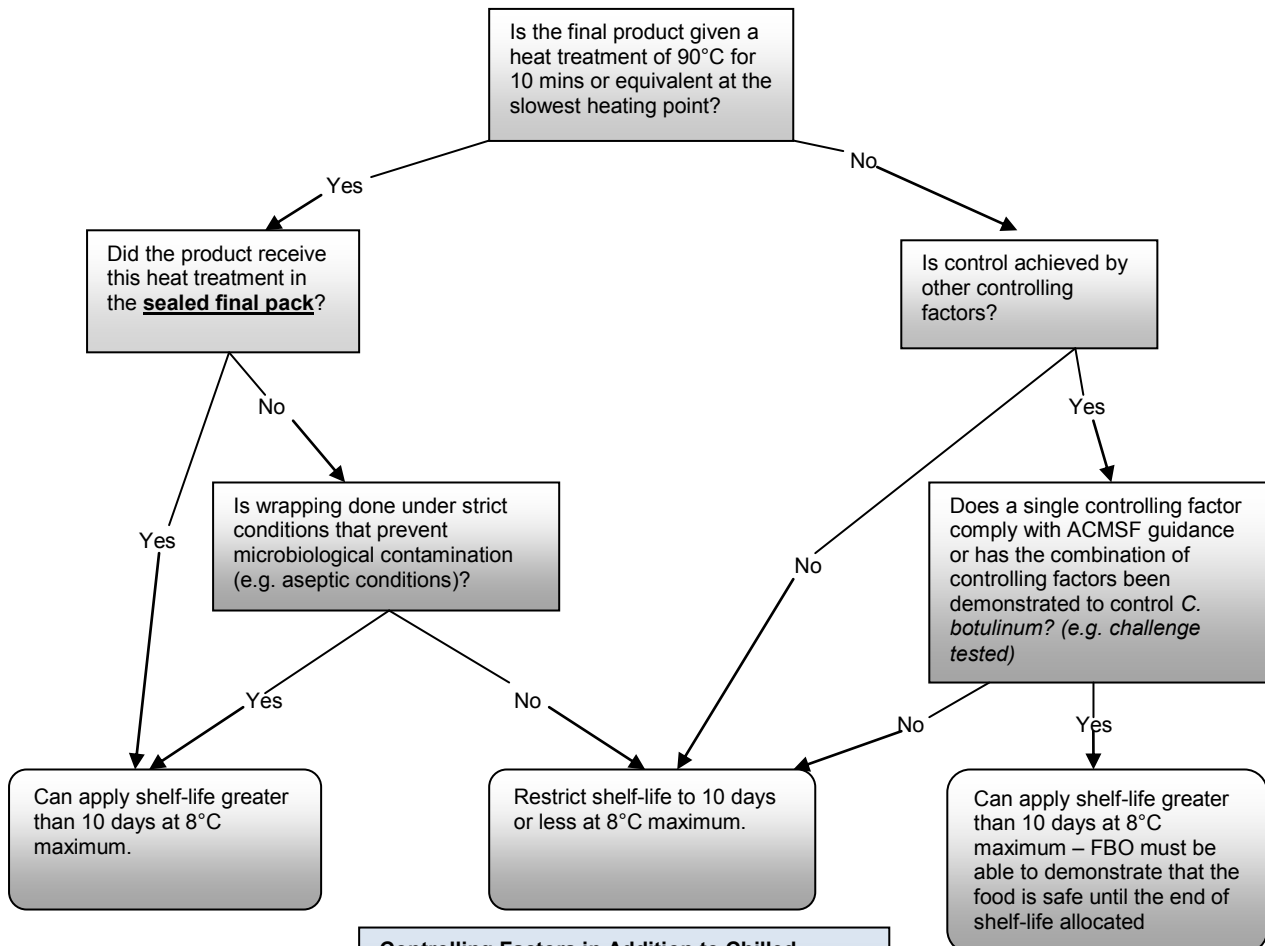 Is the final product given a
heat treatment of 90°C for
10 mins or equivalent at the
slowest heating point?
Yes
No
Did the product receive
this heat treatment in
the sealed final pack?
Is control achieved by
other controlling
factors?
No
Yes
Is wrapping done under strict
conditions that prevent
microbiological contamination
(e.g. aseptic conditions)?
Does a single controlling factor
comply with ACMSF guidance
or has the combination of
controlling factors been
demonstrated to control C.
botulinum? (e.g. challenge
tested)
Yes
No
Yes
No
No
Yes
Can apply shelf-life greater
than 10 days at 8°C
maximum.
Restrict shelf-life to 10 days
or less at 8°C maximum.
Can apply shelf-life greater
than 10 days at 8°C
maximum – FBO must be
able to demonstrate that the
food is safe until the end of
shelf-life allocated
Controlling Factors in Addition to Chilled